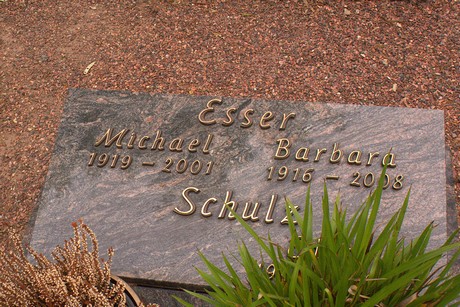 Esser
Michael Barbara
1919 – 2001 1916 – 2008
Schulz